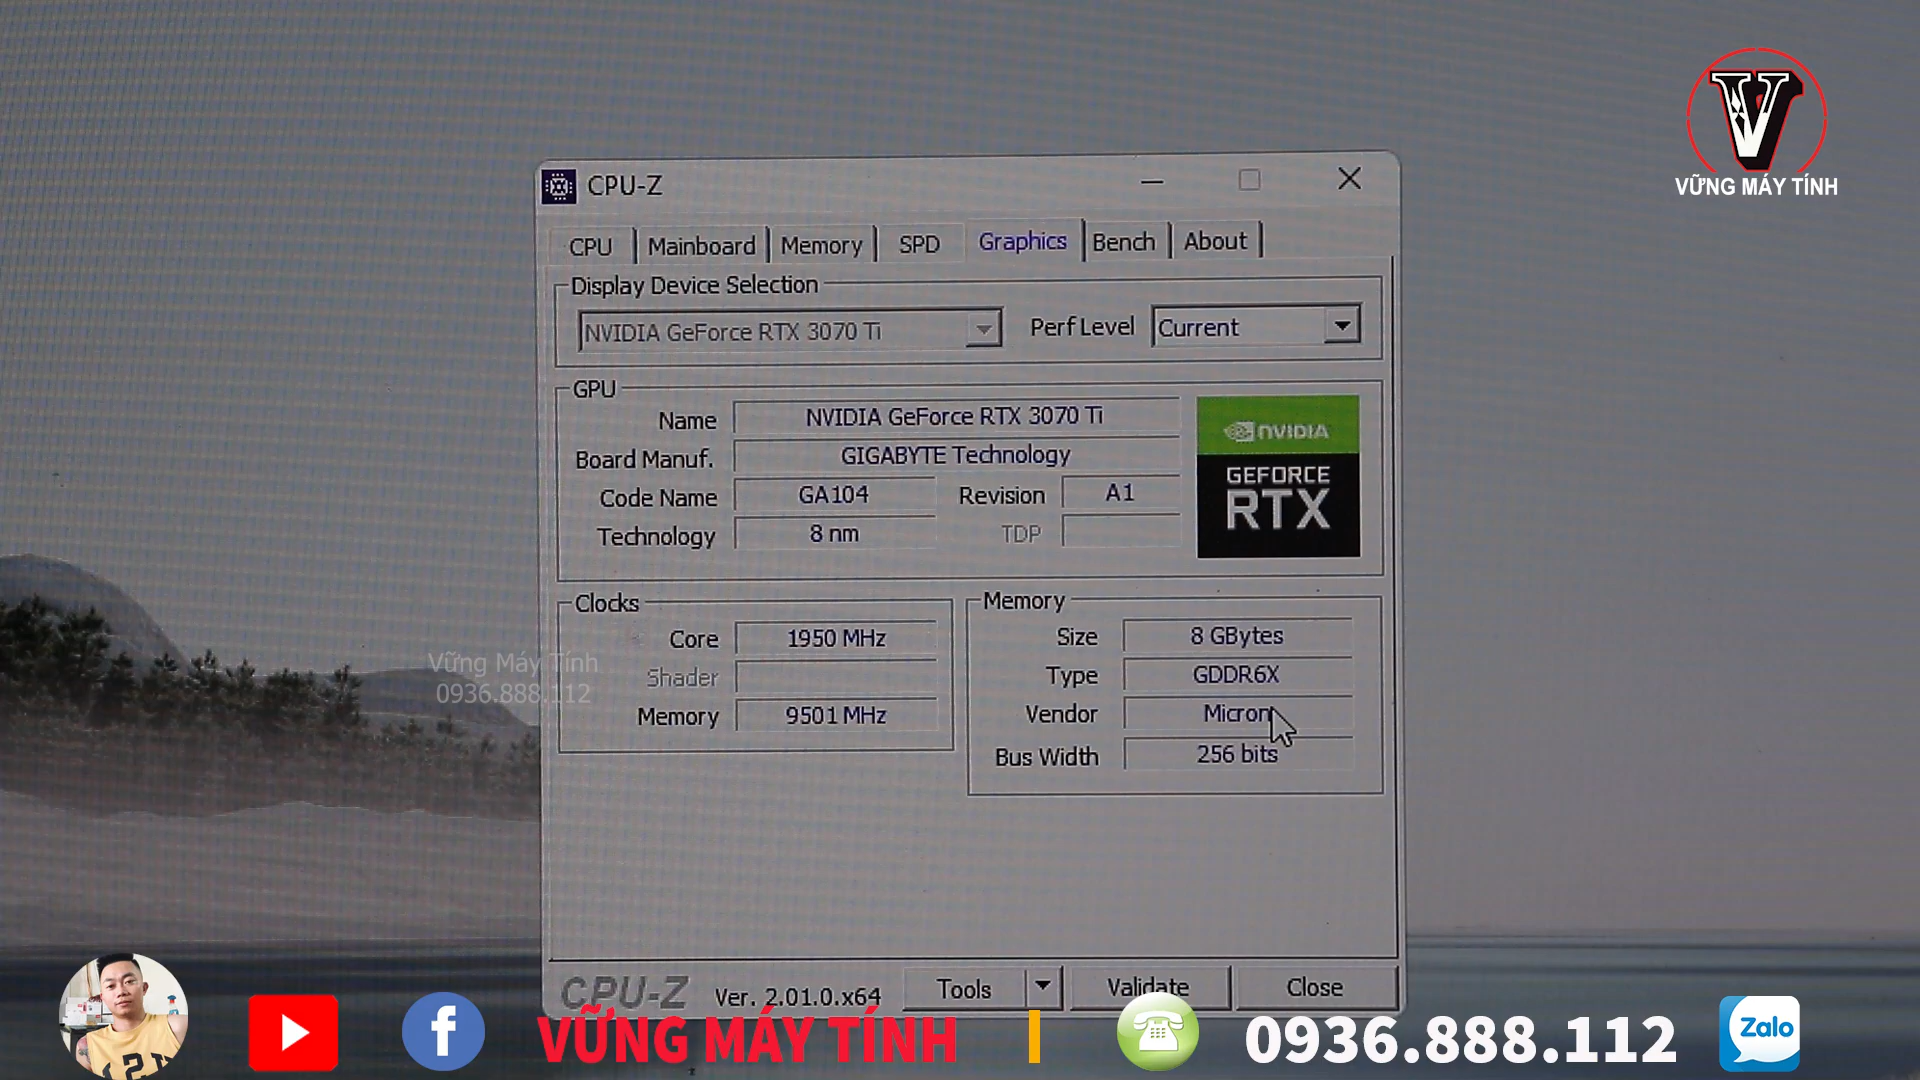 VỮNG MÁY TÍNH
CPU-Z
CPU Mainboard Memory SPD Graphics Bench About
Display Device Selection
NVIDIA GeForce RTX 3070 Ti Perf Level Current
GPU
Name NVIDIA GeForce RTX 3070 Ti
Board Manuf. GIGABYTE Technology
Code Name GA104 Revision A1
Technology 8 nm TDP
NVIDIA
GEFORCE
RTX
Clocks
Core 1950 MHz
Shader
Memory 9501 MHz
Memory
Size 8 GBytes
Type GDDR6X
Vendor Micron
Bus Width 256 bits
Vững Máy Tính
0936.888.112
CPU-Z Ver. 2.01.0.x64 Tools Validate Close
VỮNG MÁY TÍNH 0936.888.112
Zalo